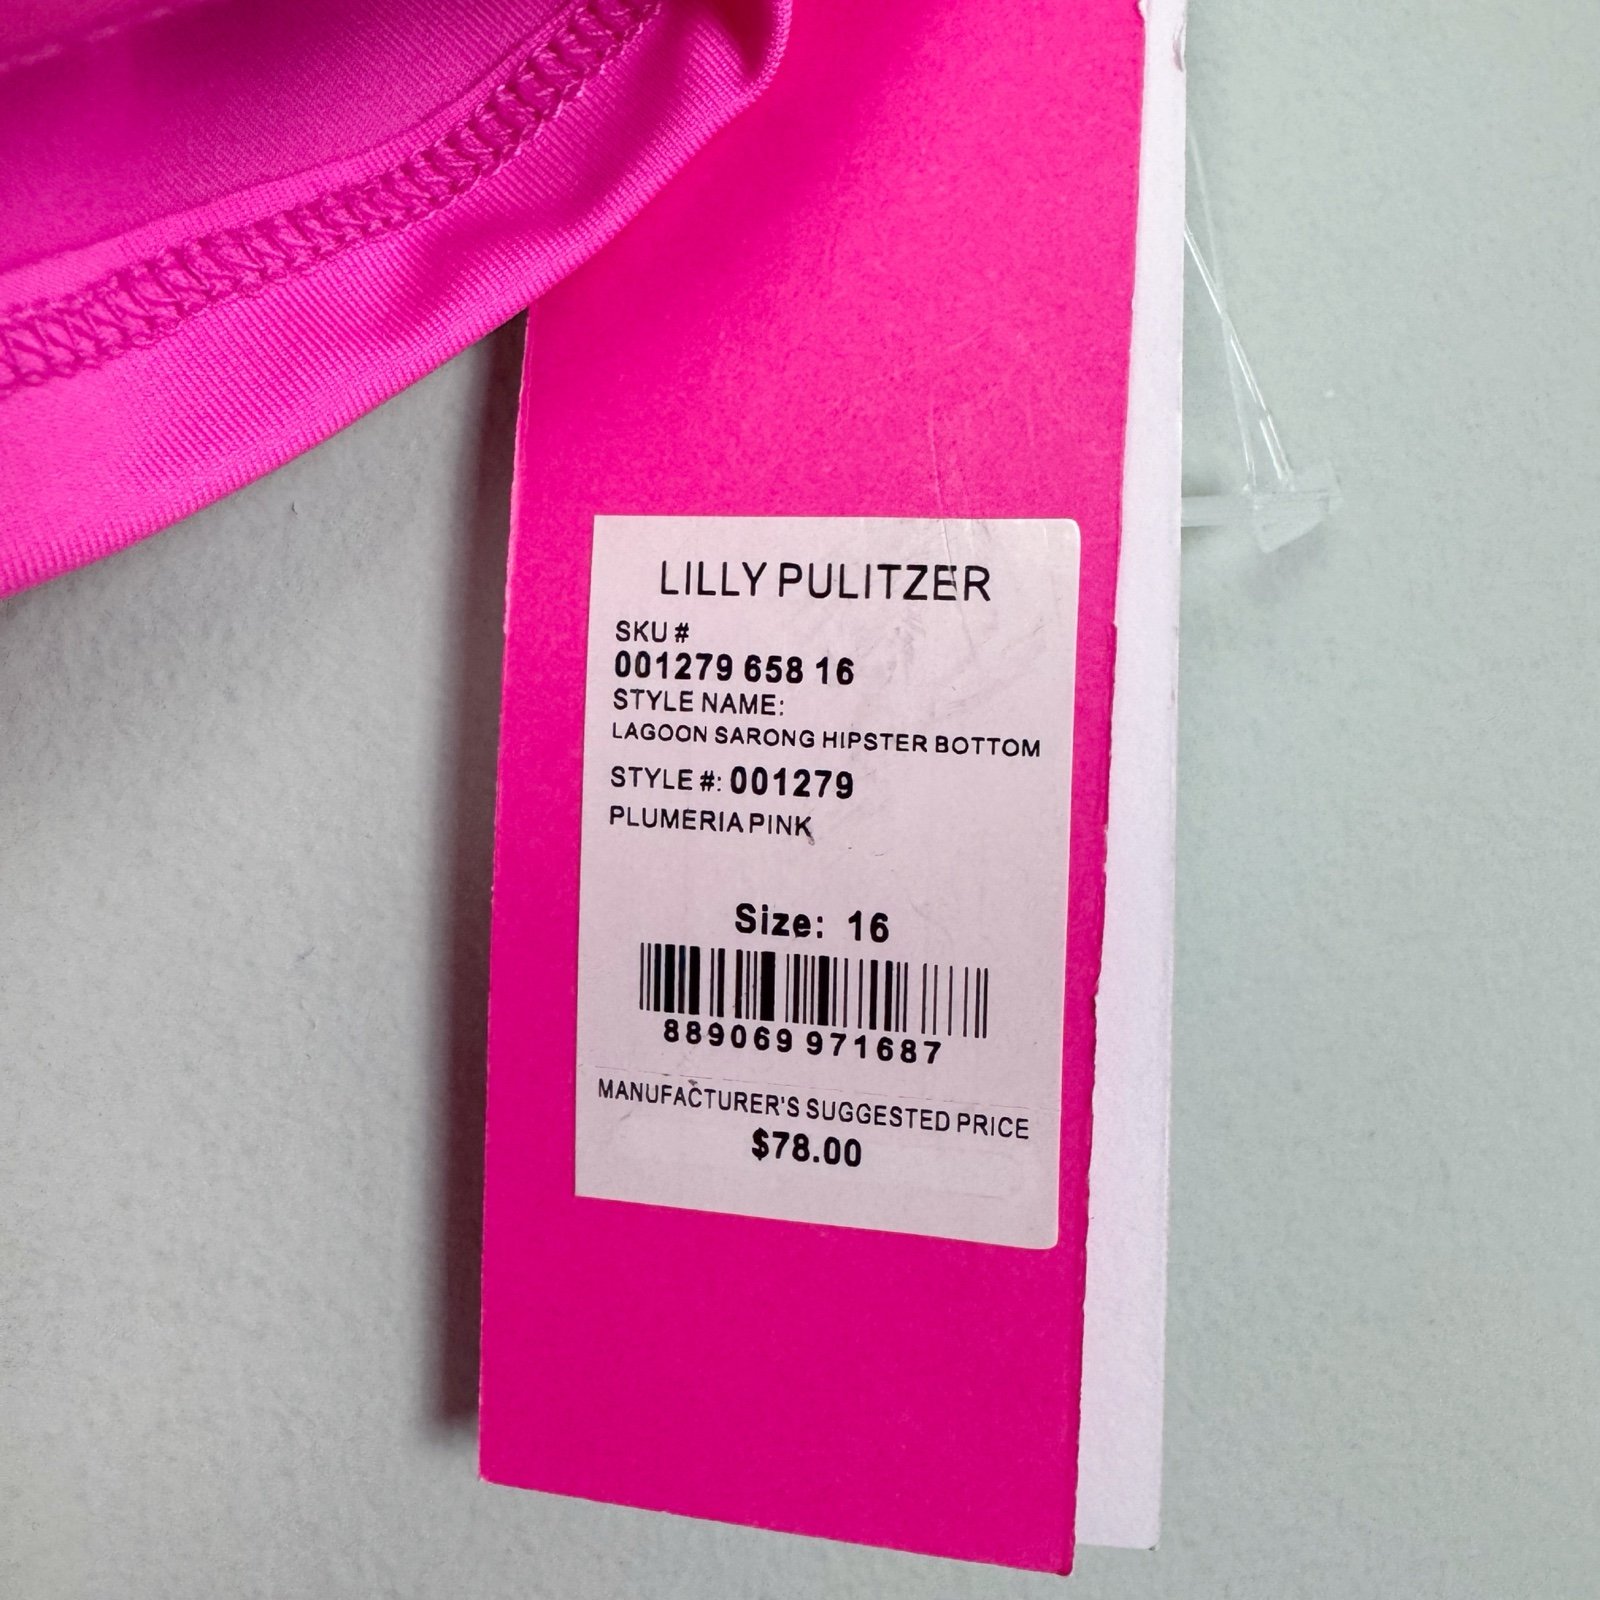 LILLY PULITZER
SKU #
001279 658 16
STYLE NAME:
LAGOON SARONG HIPSTER BOTTOM
STYLE #: 001279
PLUMERIA PINK
Size: 16
889069 971687
MANUFACTURER'S SUGGESTED PRICE
$78.00